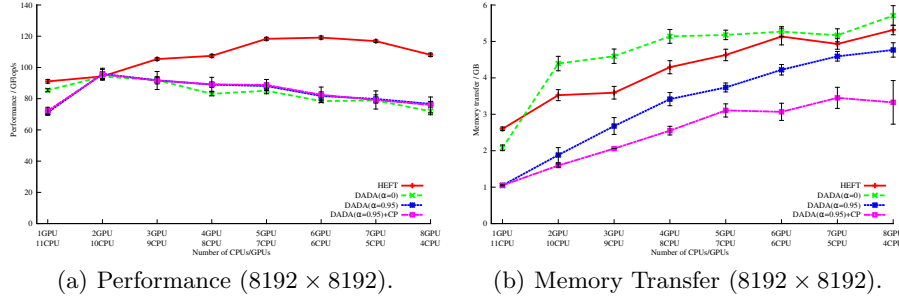 140
120
100
80
60
40
20
0
Performance / GFlop/s
HEFT
DADA(α=0)
DADA(α=0.95)
DADA(α=0.95)+CP
1GPU 2GPU 3GPU 4GPU 5GPU 6GPU 7GPU 8GPU
11CPU 10CPU 9CPU 8CPU 7CPU 6CPU 5CPU 4CPU
Number of CPUs/GPUs
(a) Performance (8192 × 8192).
6
5
4
3
2
1
0
Memory transfer / GB
HEFT
DADA(α=0)
DADA(α=0.95)
DADA(α=0.95)+CP
1GPU 2GPU 3GPU 4GPU 5GPU 6GPU 7GPU 8GPU
11CPU 10CPU 9CPU 8CPU 7CPU 6CPU 5CPU 4CPU
Number of CPUs/GPUs
(b) Memory Transfer (8192 × 8192).